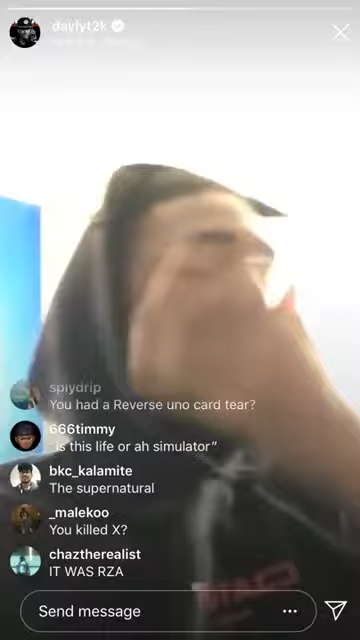 daylyt2k
splydrip
You had a Reverse uno card tear?
666timmy
is this life or ah simulator”
bkc_kalamite
The supernatural
_malekoo
You killed X?
chaztherealist
IT WAS RZA
Send message